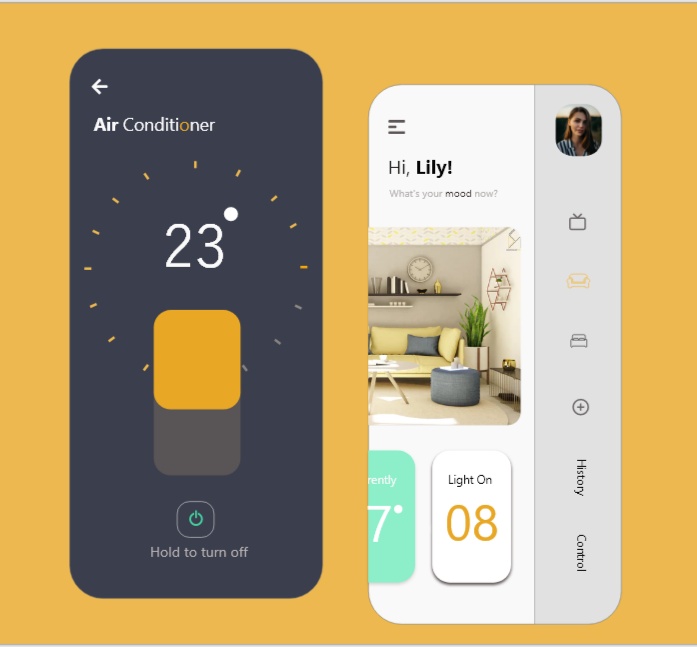 Air Conditioner
23
Hold to turn off
Hi, Lily!
What's your mood now?
rently
7°
Light On
08
History
Control